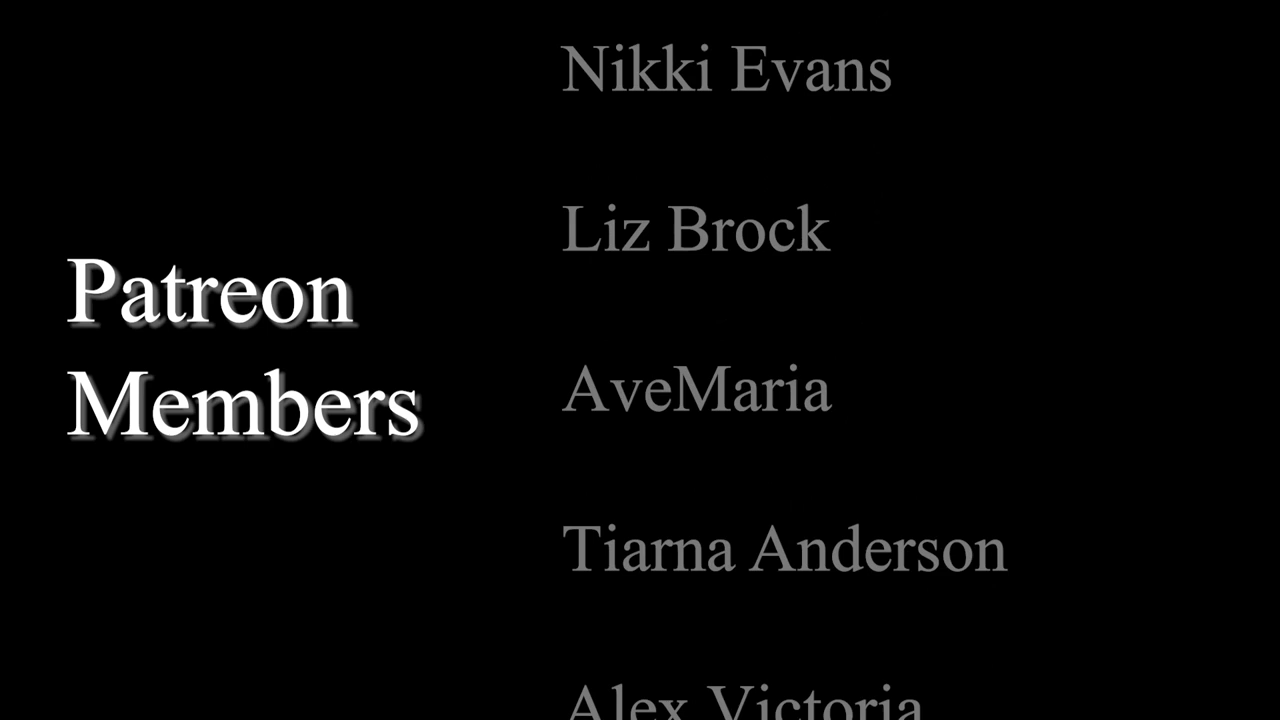 Nikki Evans
Liz Brock
Patreon
Members
AveMaria
Tiarna Anderson
Alex Victoria